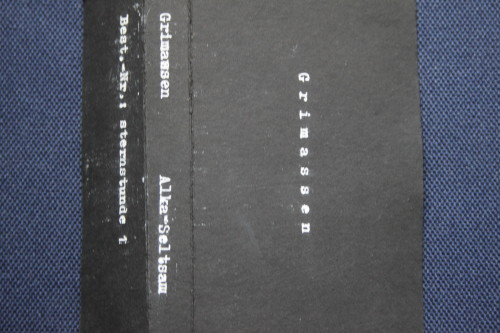 Grimassen
Grimassen Alka-Seltsam
Best.-Nr.: sternstunde 1